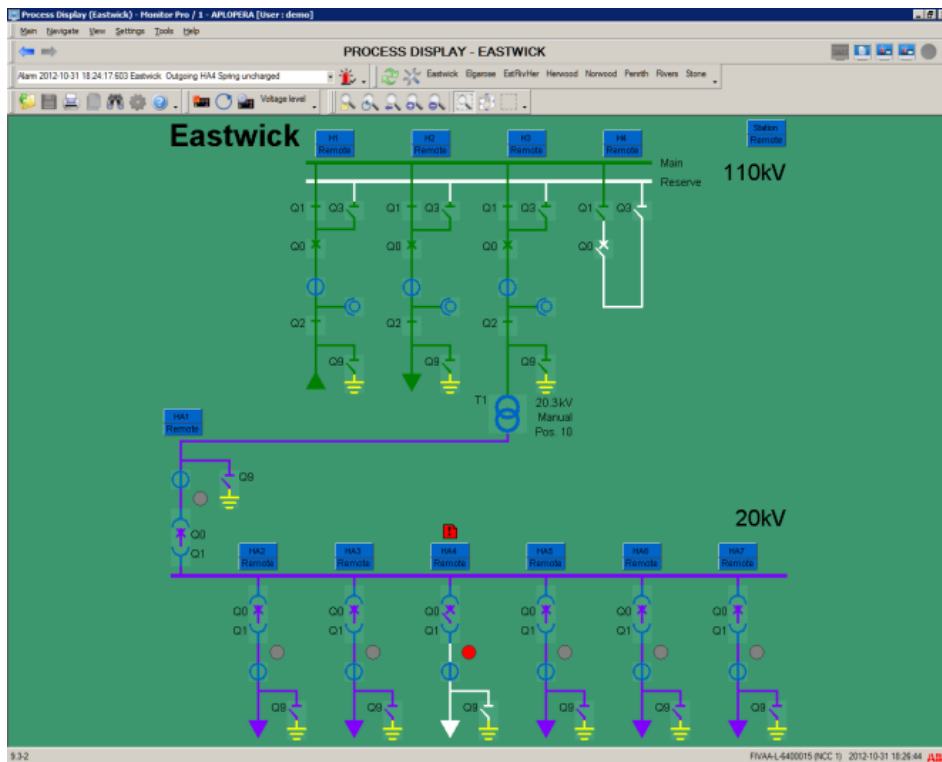 Process Display (Eastwick) - Monitor Pro / 1 - APLOPERA [User : demo]
Main Navigate View Settings Tools Help
PROCESS DISPLAY - EASTWICK
Alarm 2012-10-31 18:24:17.603 Eastwick Outgoing HA4 Spring uncharged
Eastwick Elgarose EstRivHer Herwood Norwood Penrith Rivers Stone
Voltage level
Eastwick
H1 Remote
H2 Remote
H3 Remote
H4 Remote
Station Remote
Main
110kV
Reserve
Q1 Q3 Q1 Q3 Q1 Q3 Q1 Q3
Q0 Q0 Q0 Q0
Q2 Q2 Q2
Q9 Q9 Q9
T1
20.3kV
Manual
Pos. 10
HA1 Remote
Q9
Q0
Q1
20kV
HA2 Remote
HA3 Remote
HA4 Remote
HA5 Remote
HA6 Remote
HA7 Remote
Q0 Q0 Q0 Q0 Q0 Q0
Q1 Q1 Q1 Q1 Q1 Q1
Q9 Q9 Q9 Q9 Q9 Q9
9.3-2
FIVAA-L-6400015 (NCC 1) 2012-10-31 18:26:44